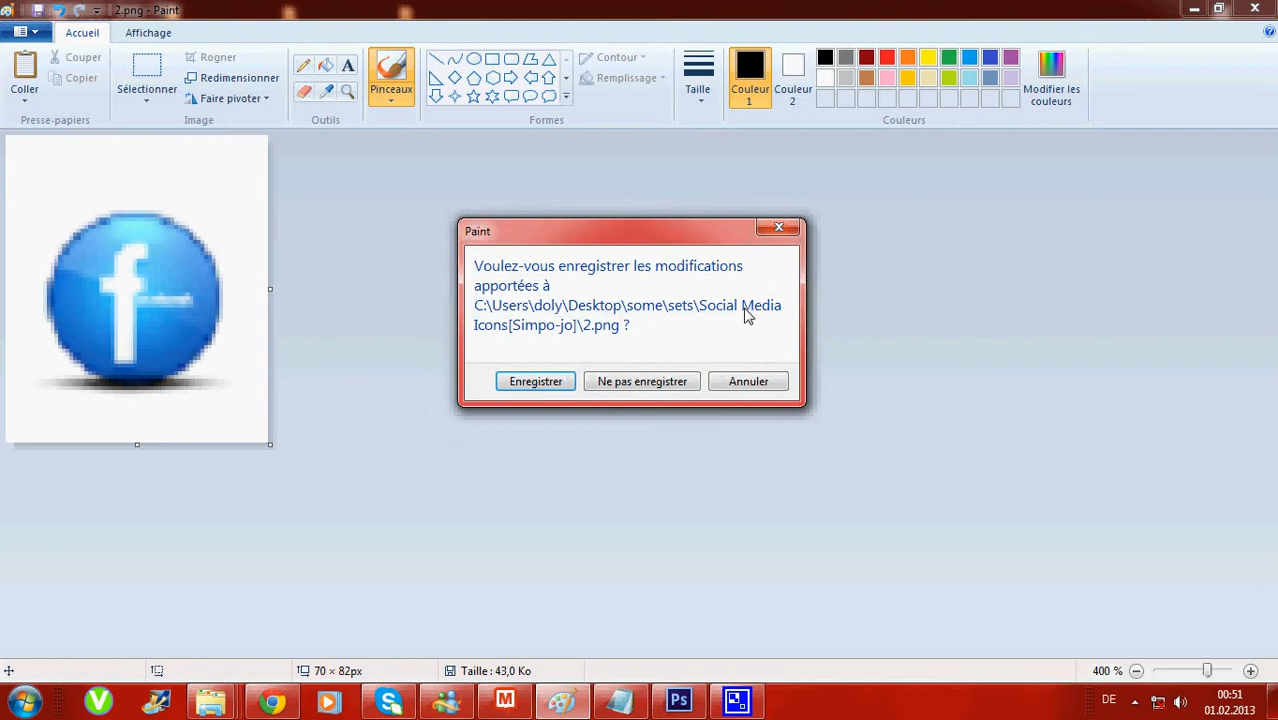 2.png - Paint
Accueil
Affichage
Coller
Couper
Copier
Presse-papiers
Sélectionner
Rogner
Redimensionner
Faire pivoter
Image
A
Outils
Pinceaux
Contour
Remplissage
Formes
Taille
Couleur 1
Couleur 2
Modifier les couleurs
Couleurs
f
Paint
Voulez-vous enregistrer les modifications
apportées à
C:\Users\doly\Desktop\some\sets\Social Media
Icons[Simpo-jo]\2.png ?
Enregistrer
Ne pas enregistrer
Annuler
70 × 82px
Taille : 43,0 Ko
400 %
V
M
Ps
DE
00:51
01.02.2013